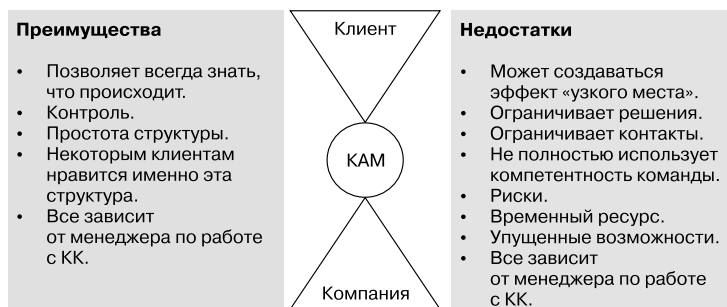 Преимущества
• Позволяет всегда знать,
что происходит.
• Контроль.
• Простота структуры.
• Некоторым клиентам
нравится именно эта
структура.
• Все зависит
от менеджера по работе
с КК.
Клиент
КАМ
Компания
Недостатки
• Может создаваться
эффект «узкого места».
• Ограничивает решения.
• Ограничивает контакты.
• Не полностью использует
компетентность команды.
• Риски.
• Временный ресурс.
• Упущенные возможности.
• Все зависит
от менеджера по работе
с КК.